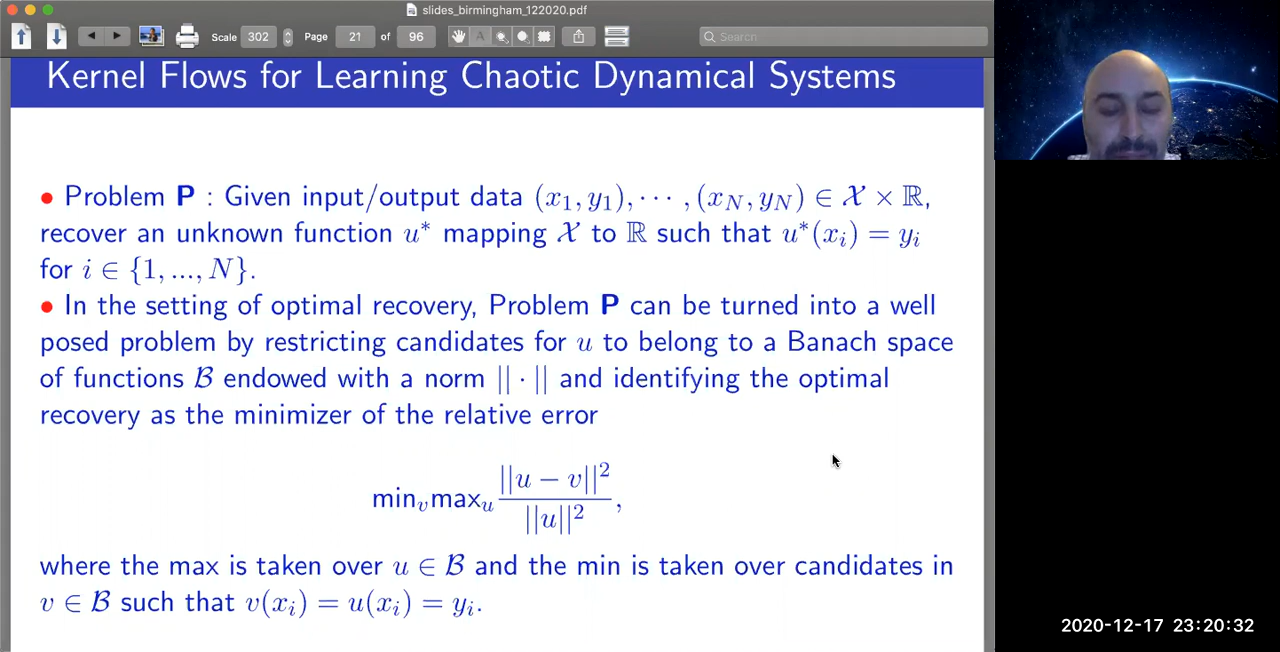 slides_birmingham_122020.pdf
Scale 302 Page 21 of 96 Search
Kernel Flows for Learning Chaotic Dynamical Systems
• Problem P : Given input/output data (x₁, y₁), ⋯ , (x_N, y_N) ∈ 𝒳 × ℝ,
recover an unknown function u* mapping 𝒳 to ℝ such that u*(x_i) = y_i
for i ∈ {1, ..., N}.
• In the setting of optimal recovery, Problem P can be turned into a well
posed problem by restricting candidates for u to belong to a Banach space
of functions ℬ endowed with a norm || · || and identifying the optimal
recovery as the minimizer of the relative error
min_v max_u ||u − v||² / ||u||² ,
where the max is taken over u ∈ ℬ and the min is taken over candidates in
v ∈ ℬ such that v(x_i) = u(x_i) = y_i.
2020-12-17 23:20:32